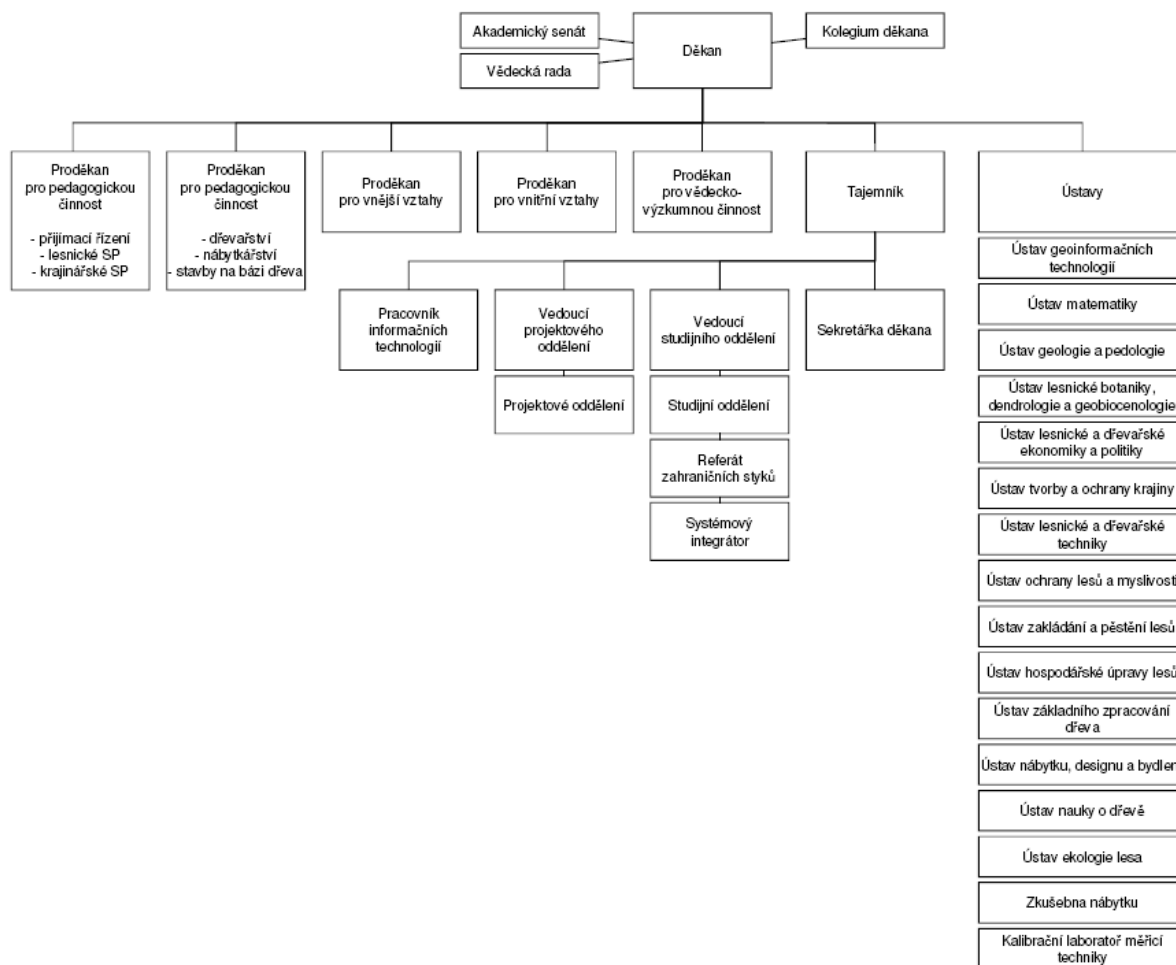 Akademický senát
Vědecká rada
Děkan
Kolegium děkana
Proděkan
pro pedagogickou
činnost
- přijímací řízení
- lesnické SP
- krajinářské SP
Proděkan
pro pedagogickou
činnost
- dřevařství
- nábytkářství
- stavby na bázi dřeva
Proděkan
pro vnější vztahy
Proděkan
pro vnitřní vztahy
Proděkan
pro vědecko-
výzkumnou činnost
Tajemník
Ústavy
Pracovník
informačních
technologií
Vedoucí
projektového
oddělení
Projektové oddělení
Vedoucí
studijního oddělení
Studijní oddělení
Referát
zahraničních styků
Systémový
integrátor
Sekretářka děkana
Ústav geoinformačních
technologií
Ústav matematiky
Ústav geologie a pedologie
Ústav lesnické botaniky,
dendrologie a geobiocenologie
Ústav lesnické a dřevařské
ekonomiky a politiky
Ústav tvorby a ochrany krajiny
Ústav lesnické a dřevařské
techniky
Ústav ochrany lesů a myslivosti
Ústav zakládání a pěstění lesů
Ústav hospodářské úpravy lesů
Ústav základního zpracování
dřeva
Ústav nábytku, designu a bydlen
Ústav nauky o dřevě
Ústav ekologie lesa
Zkušebna nábytku
Kalibrační laboratoř měřicí
techniky